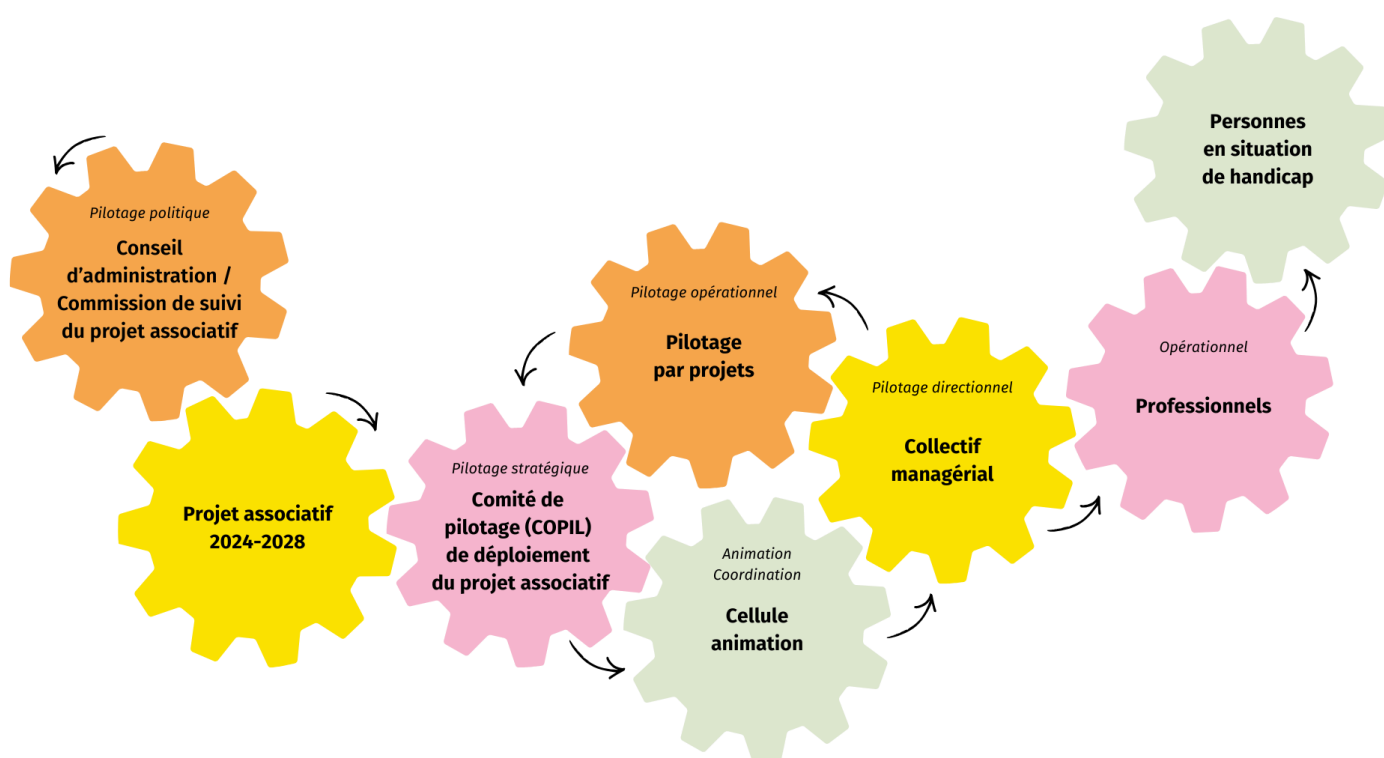 Pilotage politique
Conseil
d'administration /
Commission de suivi
du projet associatif
Projet associatif
2024-2028
Pilotage stratégique
Comité de
pilotage (COPIL)
de déploiement
du projet associatif
Pilotage opérationnel
Pilotage
par projets
Animation
Coordination
Cellule
animation
Pilotage directionnel
Collectif
managérial
Opérationnel
Professionnels
Personnes
en situation
de handicap